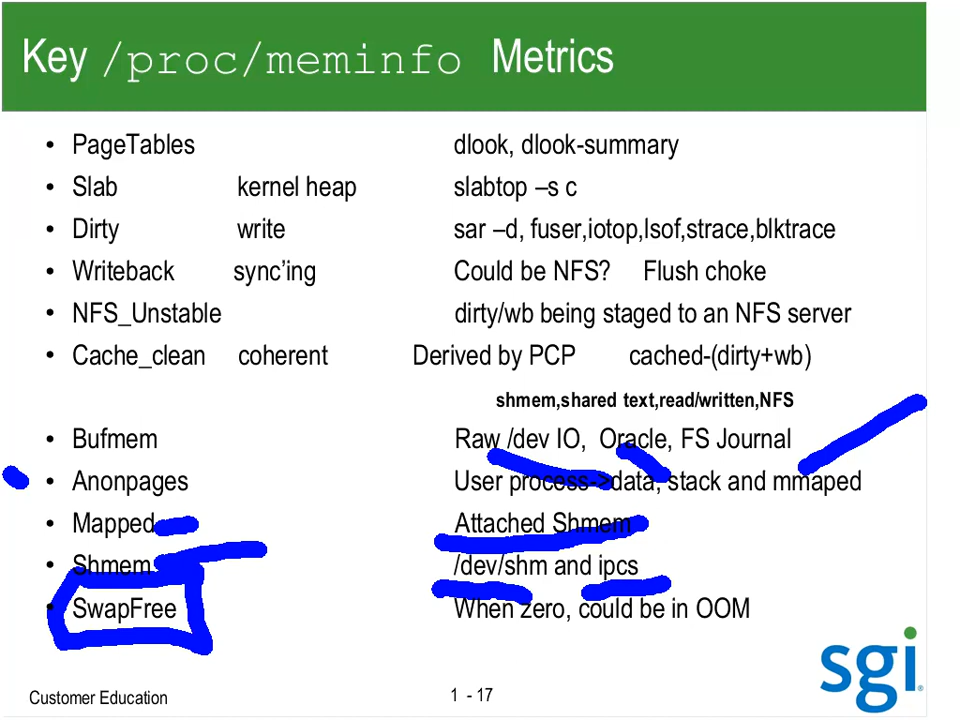 Key /proc/meminfo Metrics
• PageTables dlook, dlook-summary
• Slab kernel heap slabtop –s c
• Dirty write sar –d, fuser,iotop,lsof,strace,blktrace
• Writeback sync’ing Could be NFS? Flush choke
• NFS_Unstable dirty/wb being staged to an NFS server
• Cache_clean coherent Derived by PCP cached-(dirty+wb)
shmem,shared text,read/written,NFS
• Bufmem Raw /dev IO, Oracle, FS Journal
• Anonpages User process->data, stack and mmaped
• Mapped Attached Shmem
• Shmem /dev/shm and ipcs
• SwapFree When zero, could be in OOM
sgi®
Customer Education 1 - 17